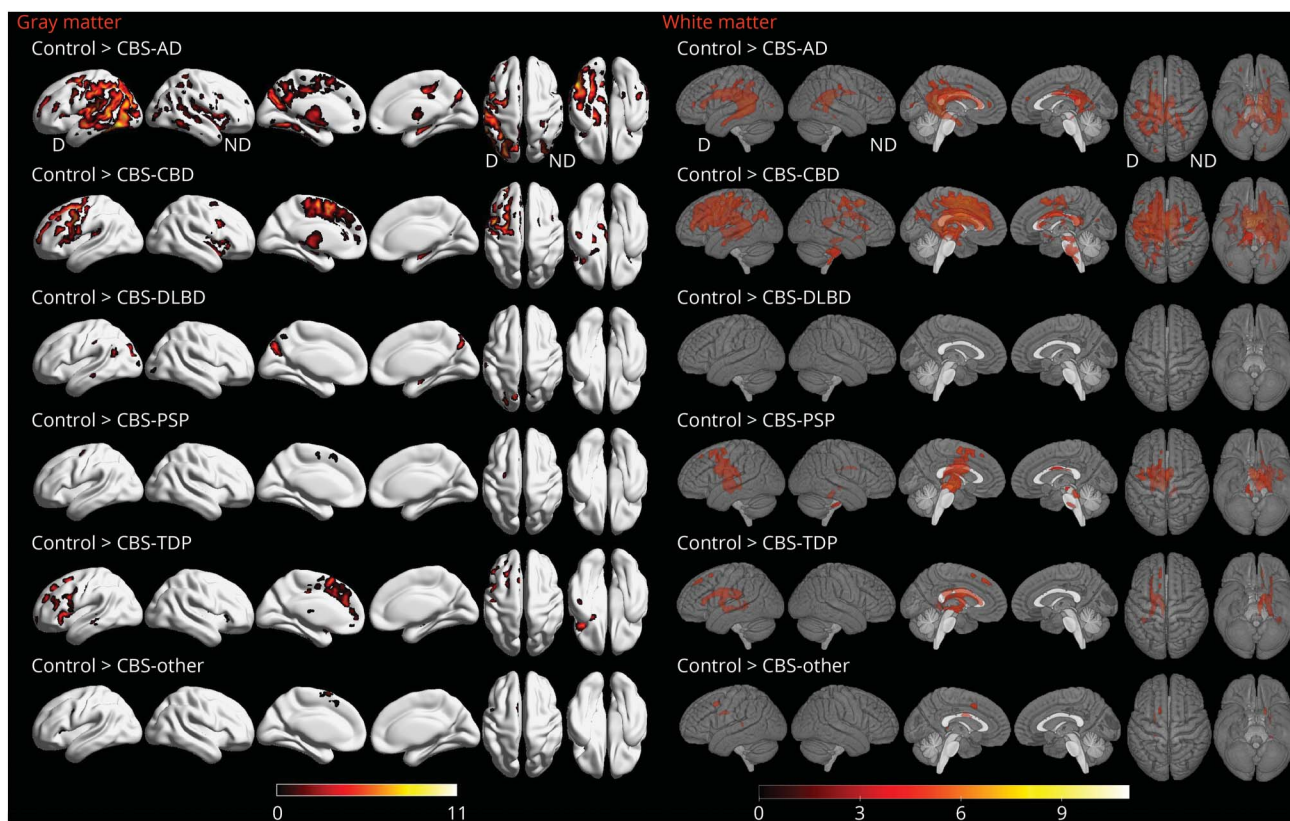 Gray matter
Control > CBS-AD
D ND D ND
Control > CBS-CBD
Control > CBS-DLBD
Control > CBS-PSP
Control > CBS-TDP
Control > CBS-other
0 11
White matter
Control > CBS-AD
D ND D ND
Control > CBS-CBD
Control > CBS-DLBD
Control > CBS-PSP
Control > CBS-TDP
Control > CBS-other
0 3 6 9